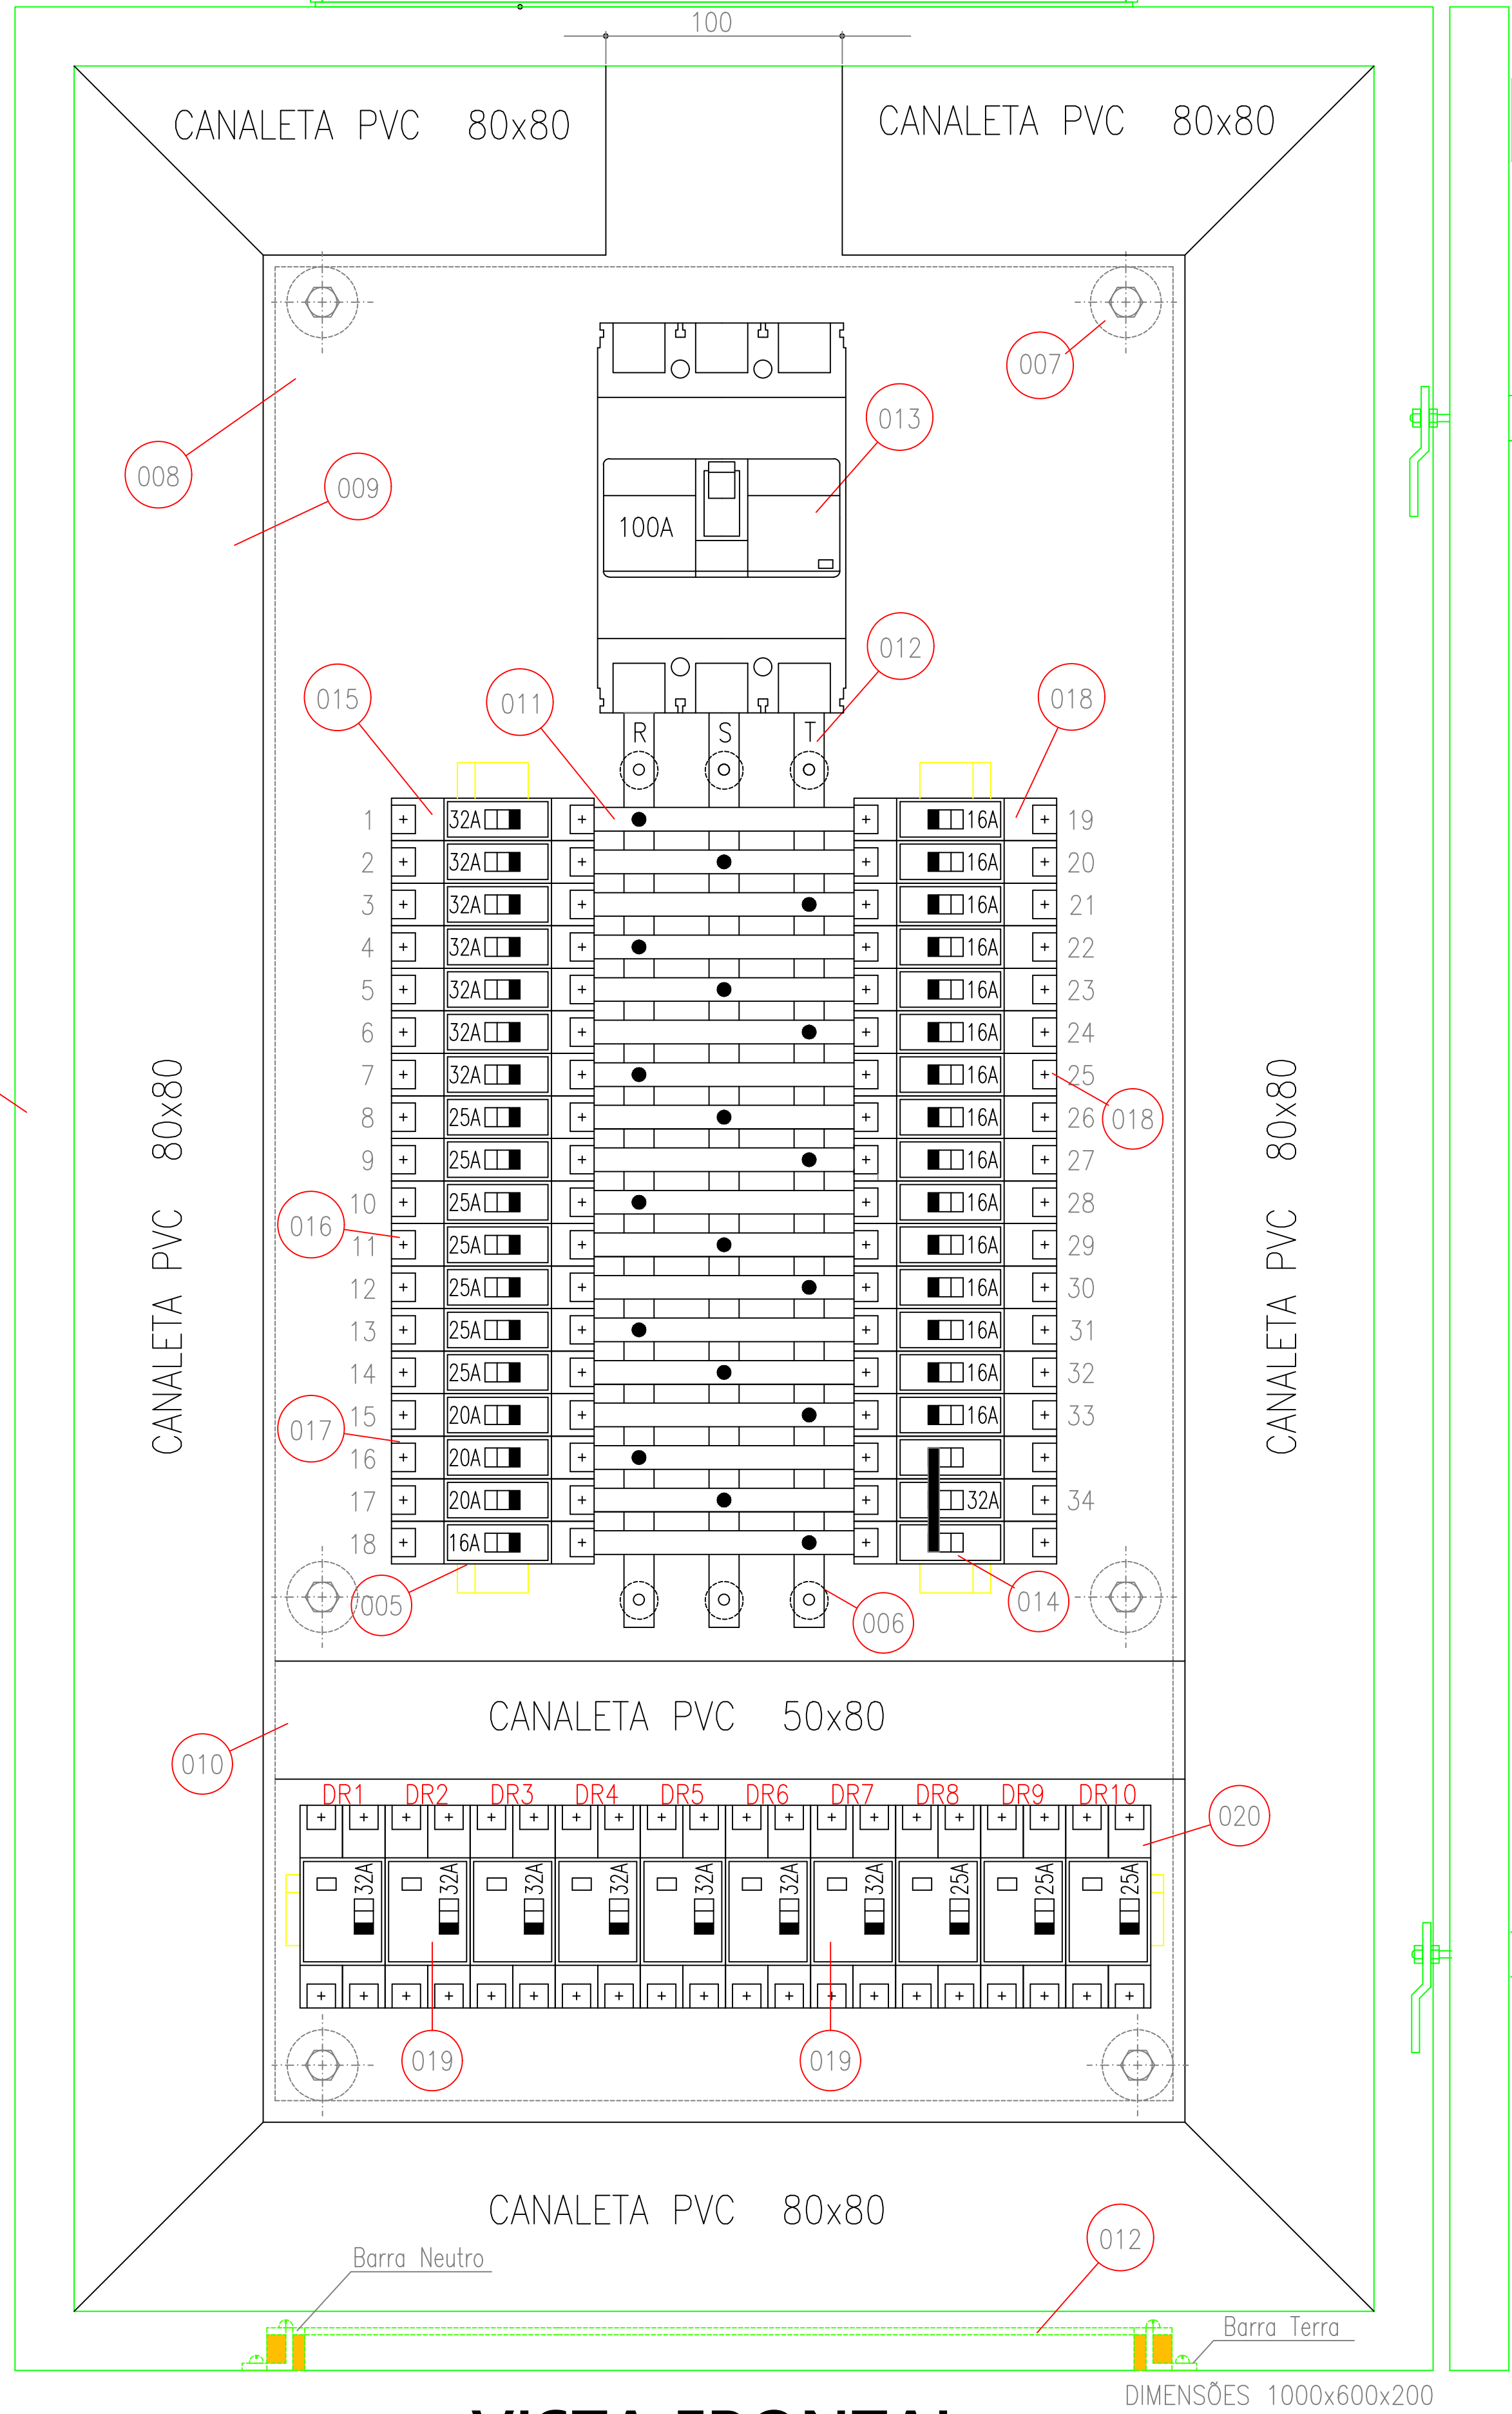 100
CANALETA PVC 80x80
CANALETA PVC 80x80
007
013
008
009
100A
012
015
011
018
R S T
1 32A 16A 19
2 32A 16A 20
3 32A 16A 21
4 32A 16A 22
5 32A 16A 23
6 32A 16A 24
7 32A 16A 25
8 25A 16A 26
018
9 25A 16A 27
10 25A 16A 28
016
11 25A 16A 29
12 25A 16A 30
13 25A 16A 31
14 25A 16A 32
15 20A 16A 33
017
16 20A
17 20A 32A 34
18 16A
CANALETA PVC 80x80
CANALETA PVC 80x80
005
006
014
CANALETA PVC 50x80
010
DR1 DR2 DR3 DR4 DR5 DR6 DR7 DR8 DR9 DR10
020
32A 32A 32A 32A 32A 32A 32A 25A 25A 25A
019
019
CANALETA PVC 80x80
012
Barra Neutro
Barra Terra
DIMENSÕES 1000x600x200
VISTA FRONTAL